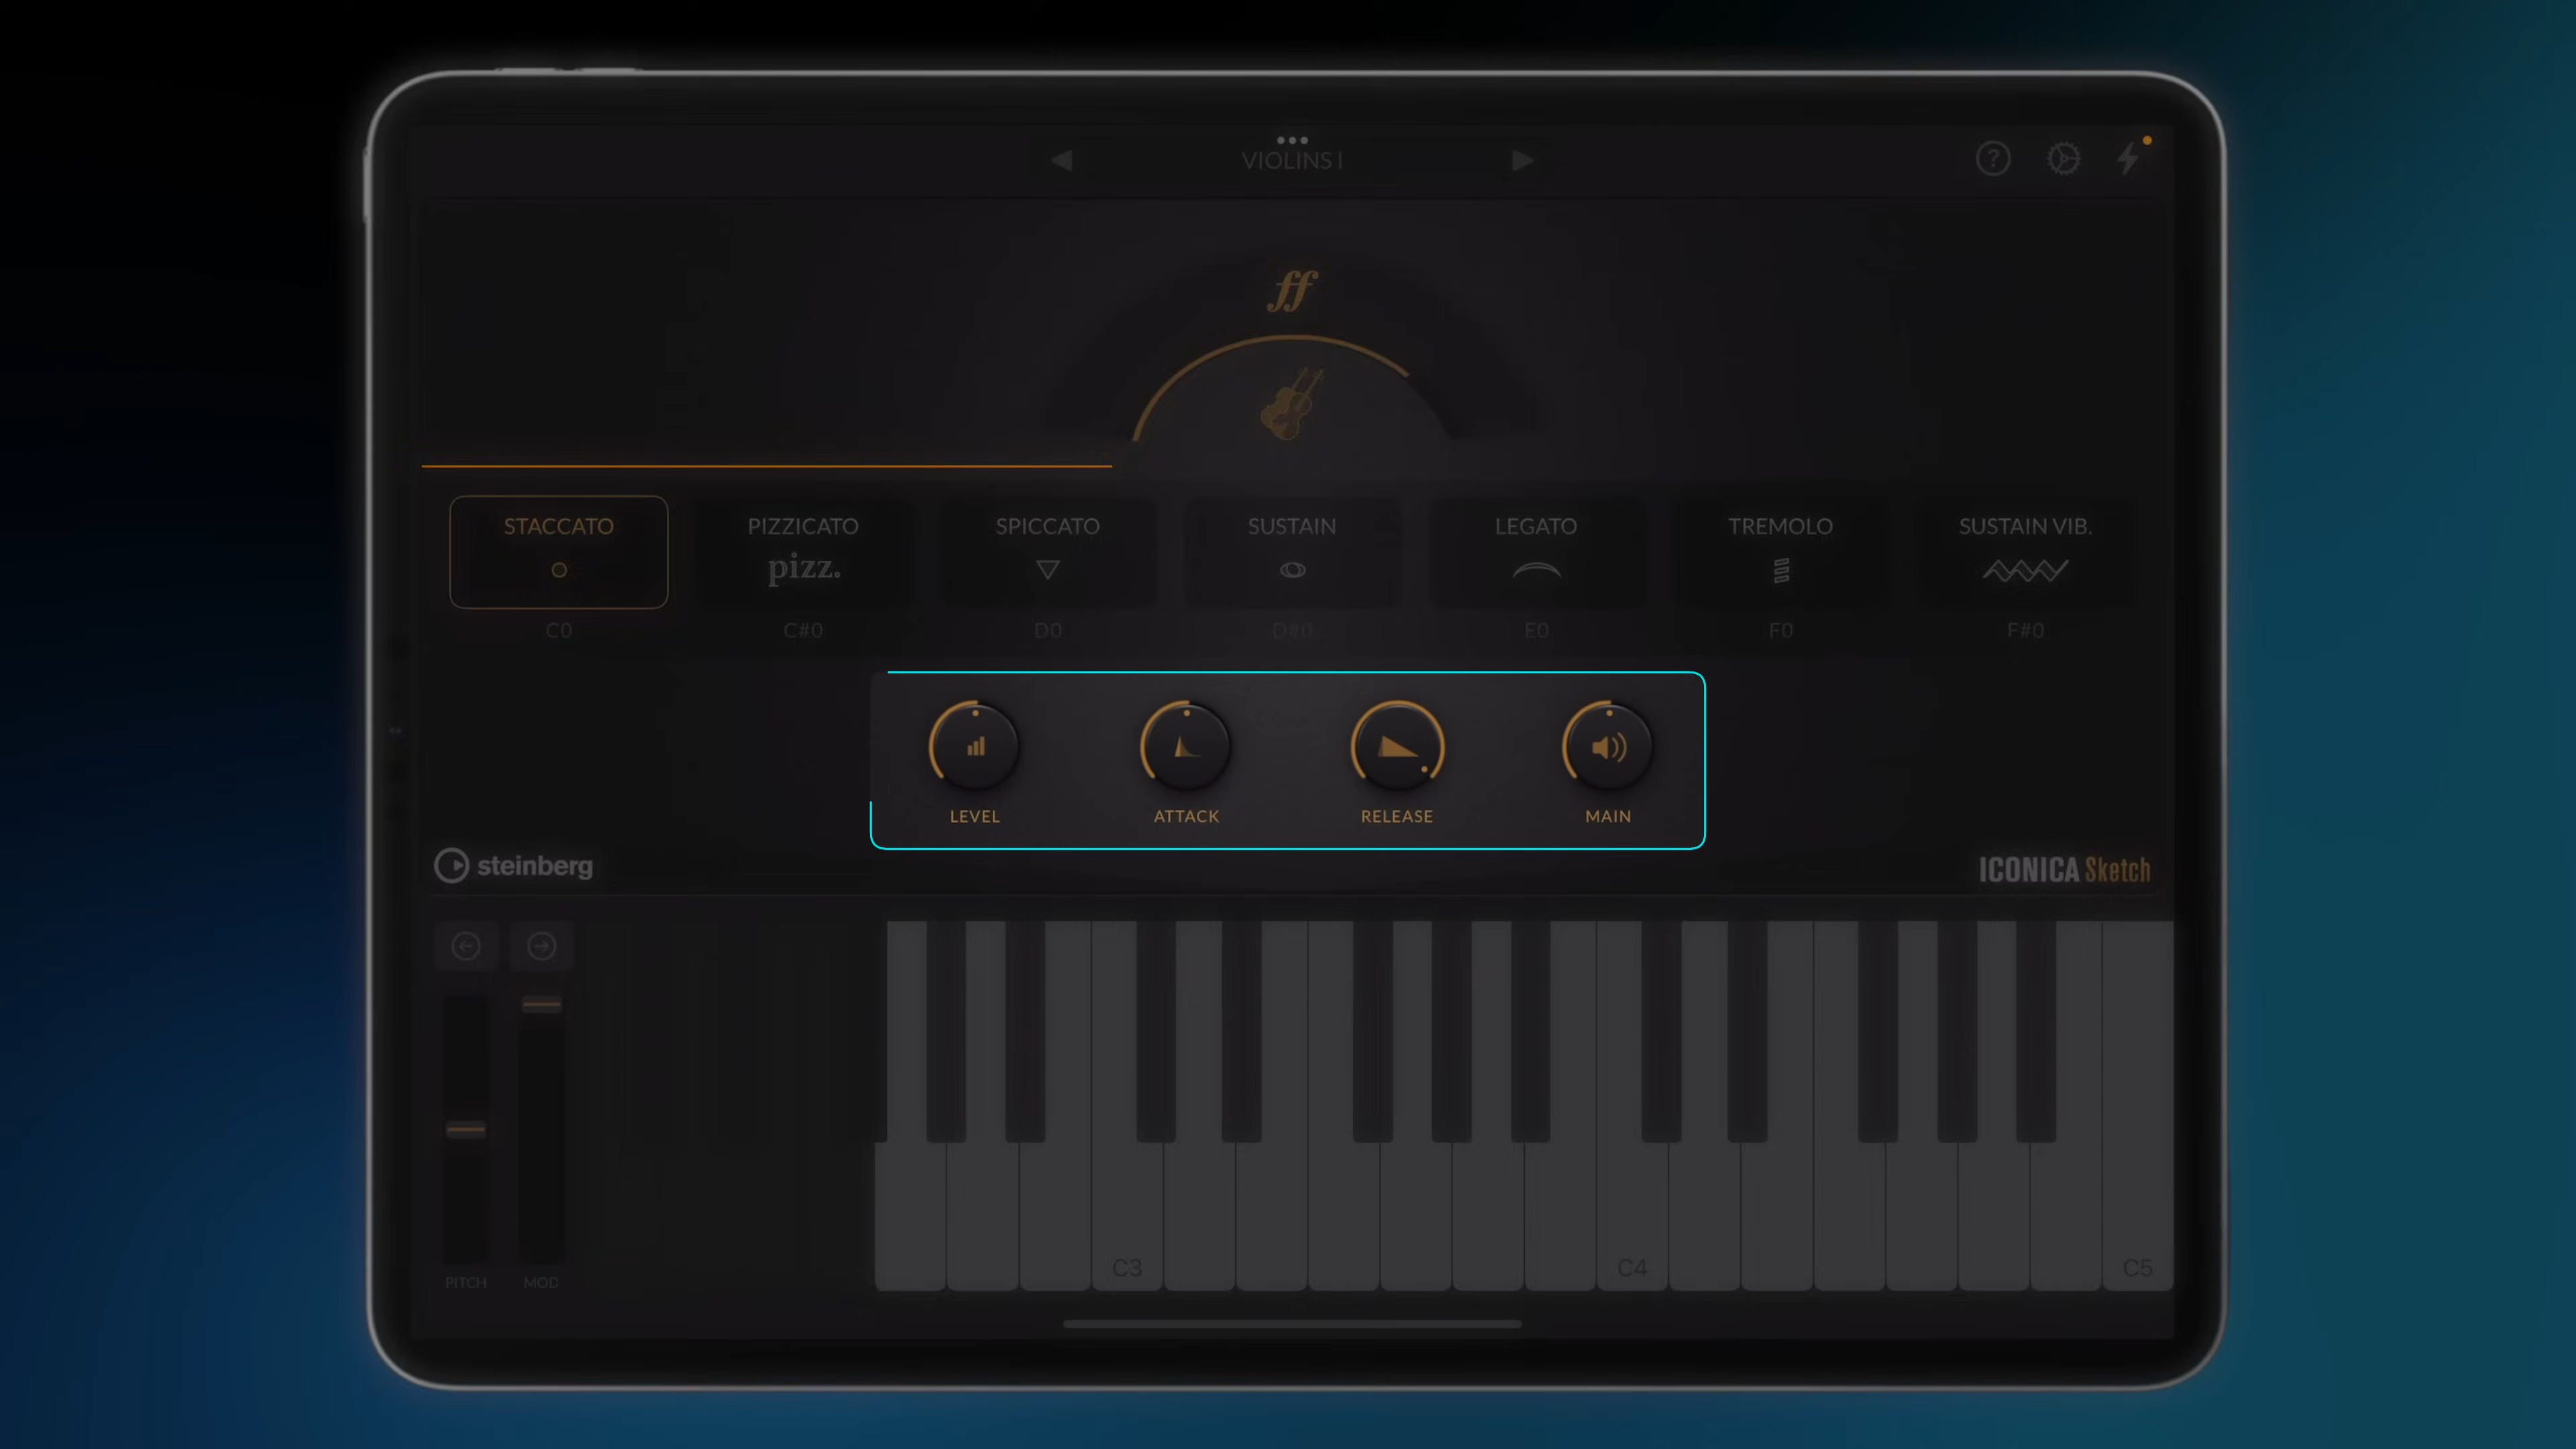 VIOLINS I
?
ff
STACCATO
PIZZICATO
SPICCATO
SUSTAIN
LEGATO
TREMOLO
SUSTAIN VIB.
pizz.
C0
C#0
D0
D#0
E0
F0
F#0
LEVEL
ATTACK
RELEASE
MAIN
steinberg
ICONICA Sketch
C3
C4
C5
PITCH
MOD